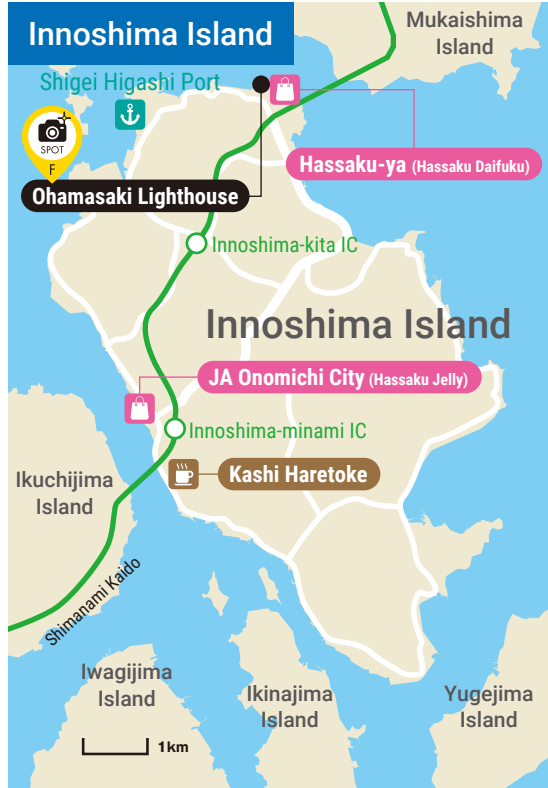 Innoshima Island
Mukaishima
Island
Shigei Higashi Port
SPOT
F
Hassaku-ya (Hassaku Daifuku)
Ohamasaki Lighthouse
Innoshima-kita IC
Innoshima Island
JA Onomichi City (Hassaku Jelly)
Innoshima-minami IC
Kashi Haretoke
Ikuchijima
Island
Shimanami Kaido
Iwagijima
Island
Ikinajima
Island
Yugejima
Island
1km